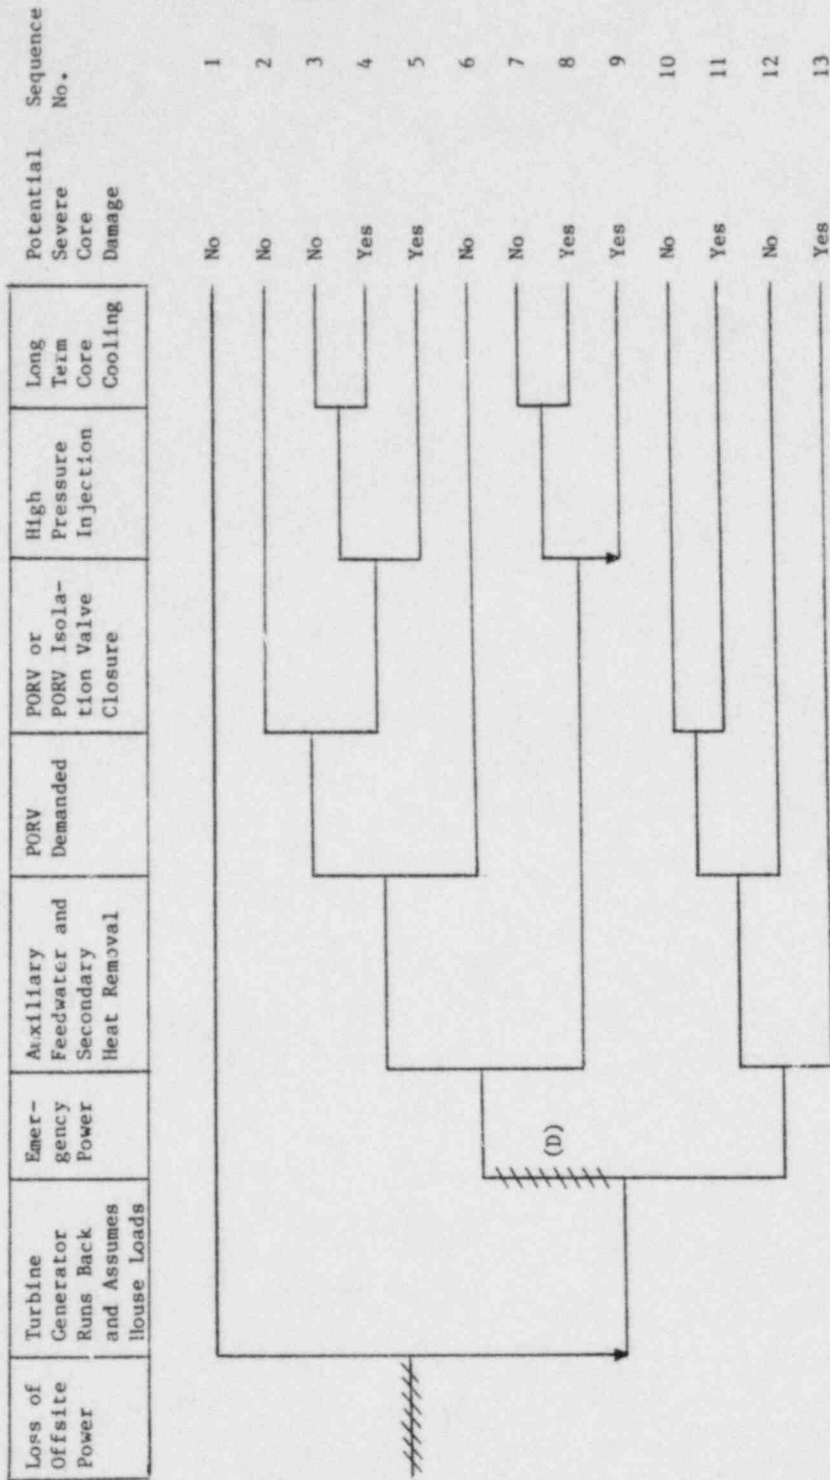 Loss of
Offsite
Power
Turbine
Generator
Runs Back
and Assumes
House Loads
Emer-
gency
Power
Auxiliary
Feedwater and
Secondary
Heat Removal
PORV
Demanded
PORV or
PORV Isola-
tion Valve
Closure
High
Pressure
Injection
Long
Term
Core
Cooling
Potential
Severe
Core
Damage
Sequence
No.
No 1
No 2
No 3
Yes 4
Yes 5
No 6
No 7
Yes 8
Yes 9
No 10
Yes 11
No 12
Yes 13
(D)